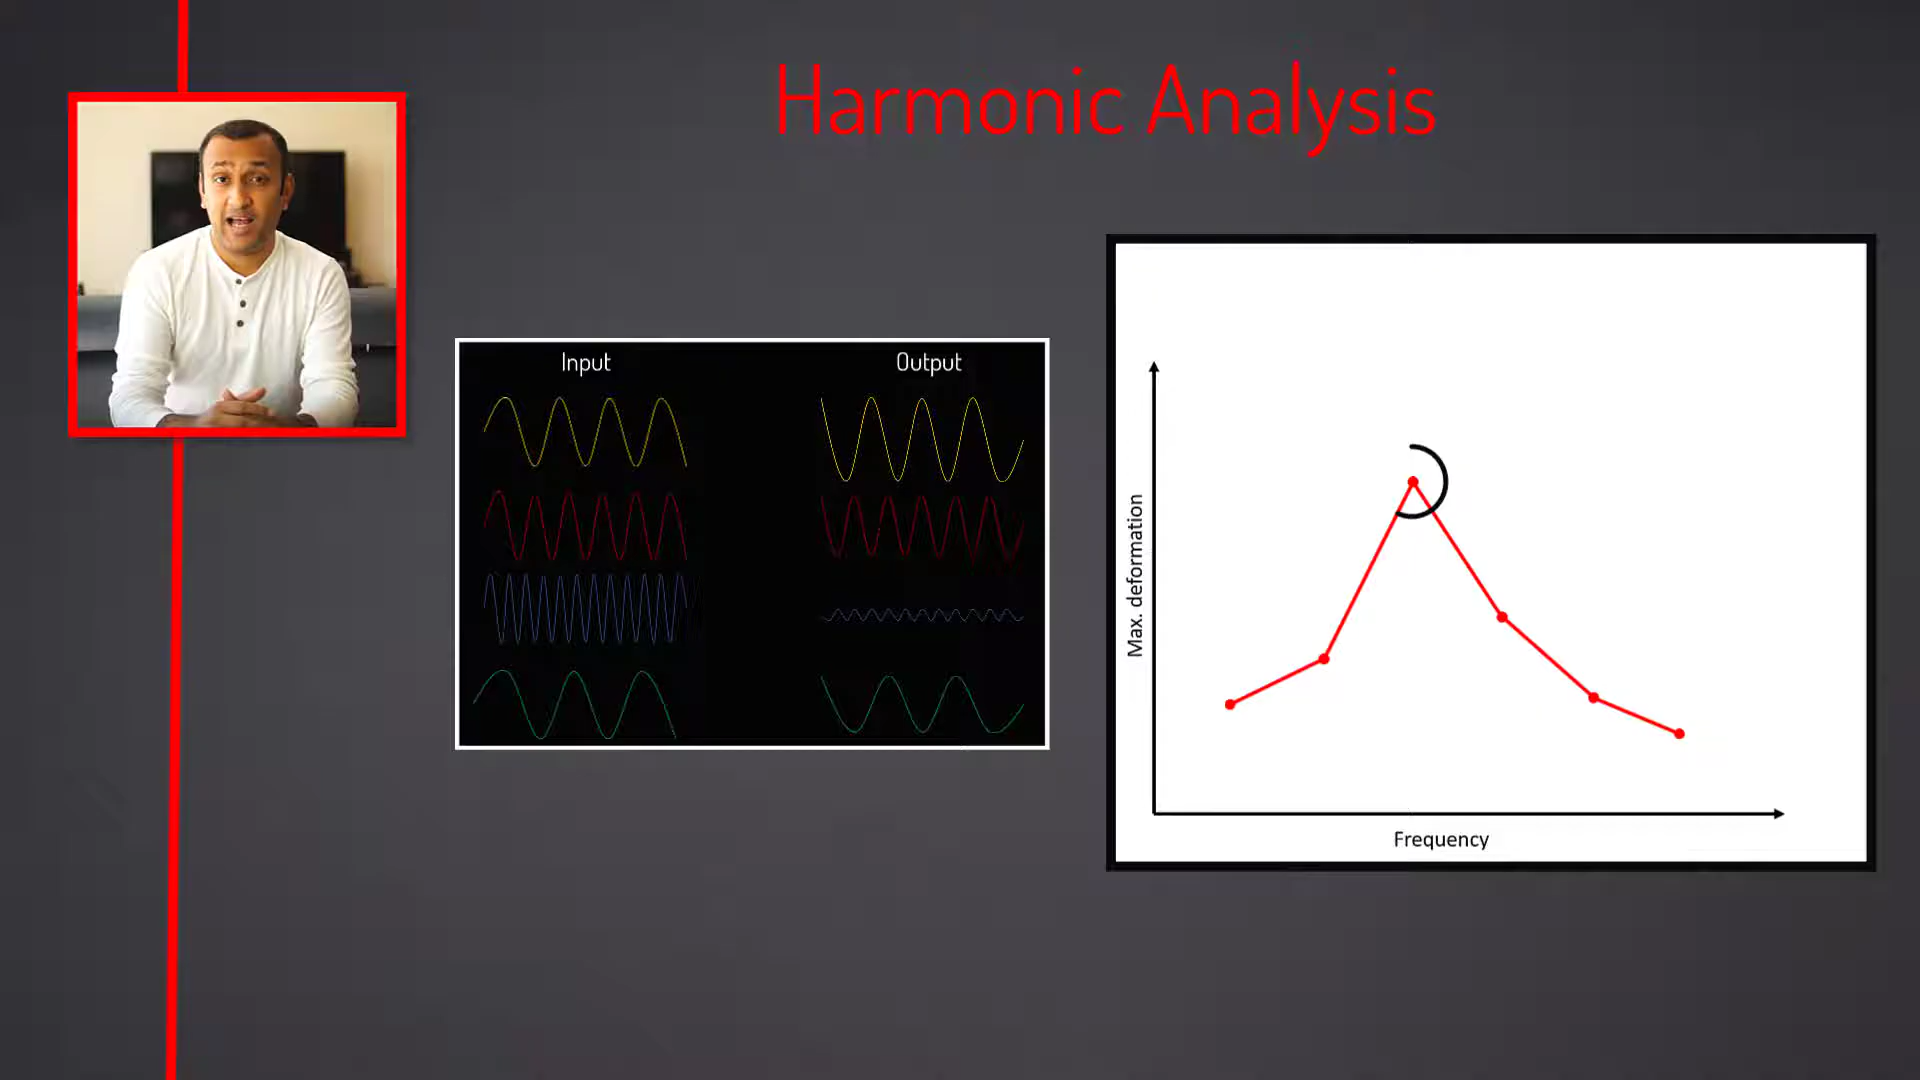 Harmonic Analysis
Input
Output
Max. deformation
Frequency